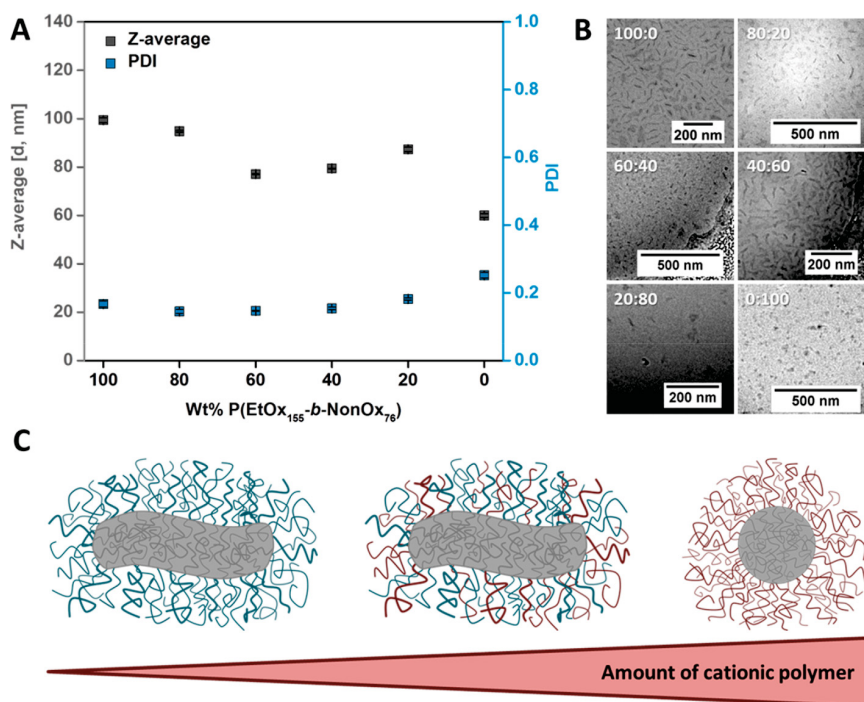 A
Z-average
PDI
140
120
100
80
60
40
20
0
Z-average [d, nm]
1.0
0.8
0.6
0.4
0.2
0.0
PDI
100 80 60 40 20 0
Wt% P(EtOx155-b-NonOx76)
B
100:0
200 nm
80:20
500 nm
60:40
500 nm
40:60
200 nm
20:80
200 nm
0:100
500 nm
C
Amount of cationic polymer